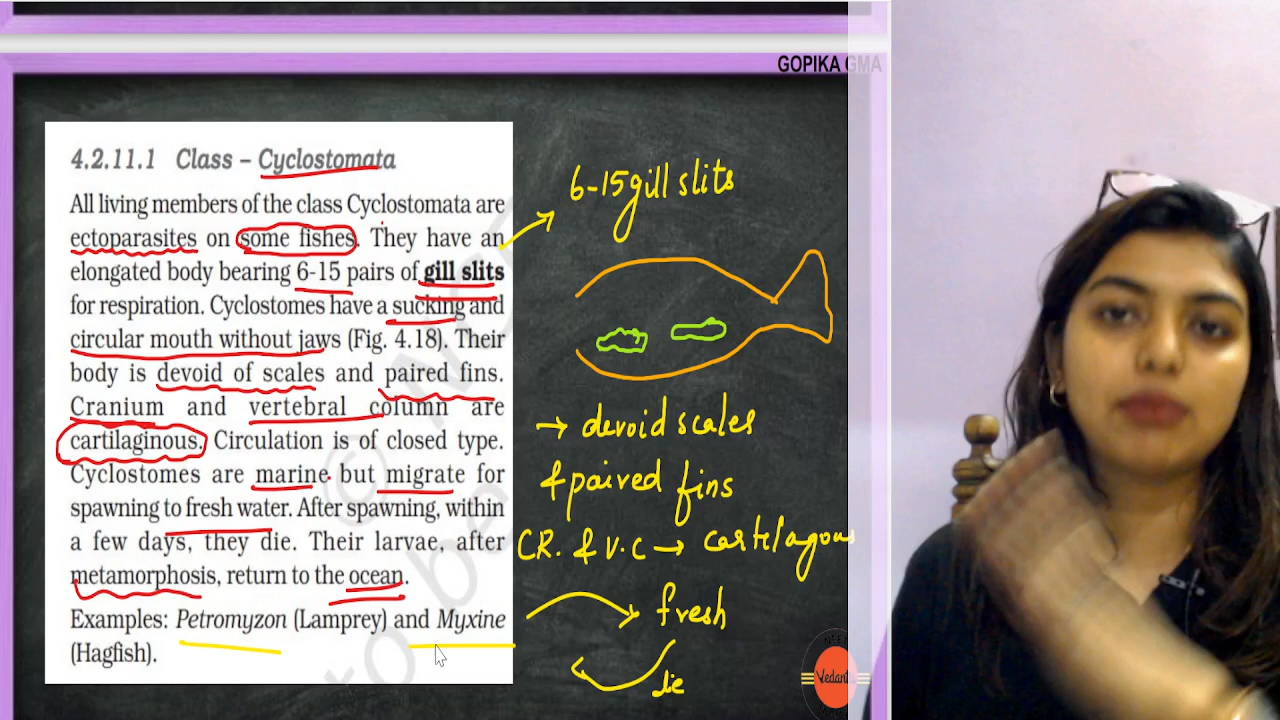 GOPIKA GMA
4.2.11.1 Class – Cyclostomata
All living members of the class Cyclostomata are
ectoparasites on some fishes. They have an
elongated body bearing 6-15 pairs of gill slits
for respiration. Cyclostomes have a sucking and
circular mouth without jaws (Fig. 4.18). Their
body is devoid of scales and paired fins.
Cranium and vertebral column are
cartilaginous. Circulation is of closed type.
Cyclostomes are marine but migrate for
spawning to fresh water. After spawning, within
a few days, they die. Their larvae, after
metamorphosis, return to the ocean.
Examples: Petromyzon (Lamprey) and Myxine
(Hagfish).
6-15 gill slits
→ devoid scales
& paired fins
C.R. & V.C → cartelagous
fresh
die
Vedant